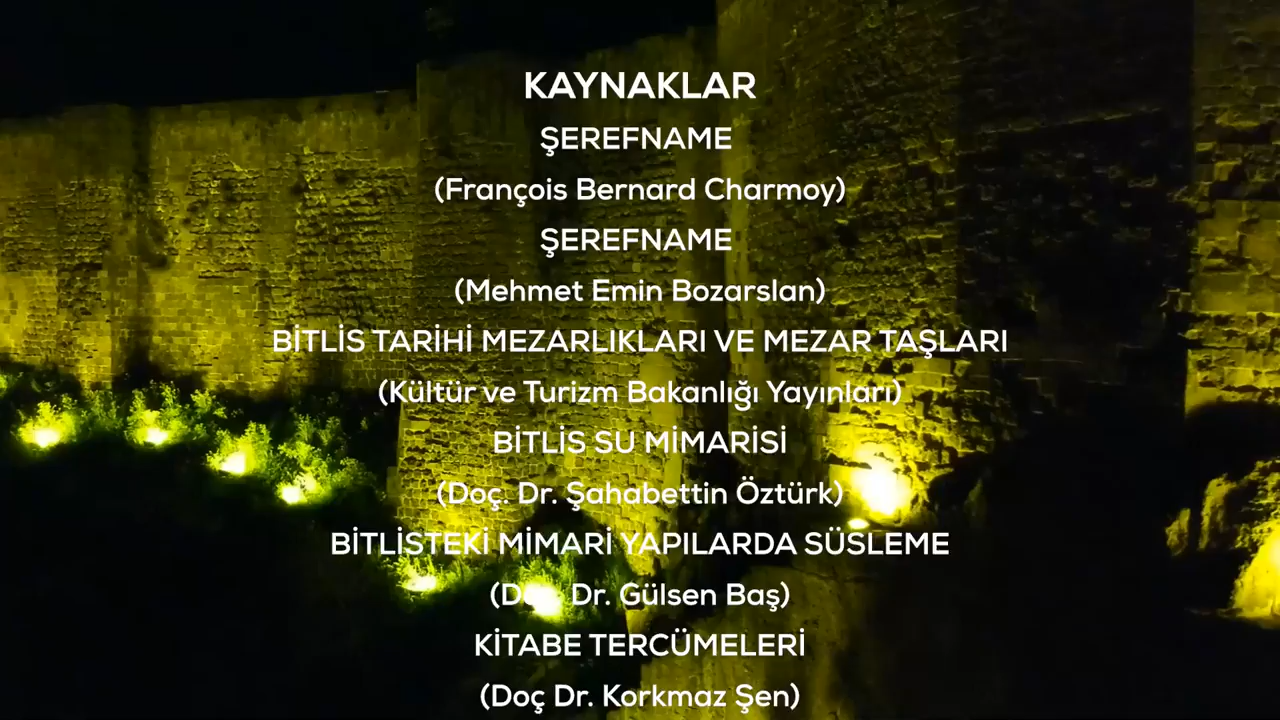 KAYNAKLAR
ŞEREFNAME
(François Bernard Charmoy)
ŞEREFNAME
(Mehmet Emin Bozarslan)
BİTLİS TARİHİ MEZARLIKLARI VE MEZAR TAŞLARI
(Kültür ve Turizm Bakanlığı Yayınları)
BİTLİS SU MİMARİSİ
(Doç. Dr. Şahabettin Öztürk)
BİTLİSTEKİ MİMARİ YAPILARDA SÜSLEME
Dr. Gülsen Baş)
KİTABE TERCÜMELERİ
(Doç Dr. Korkmaz Şen)